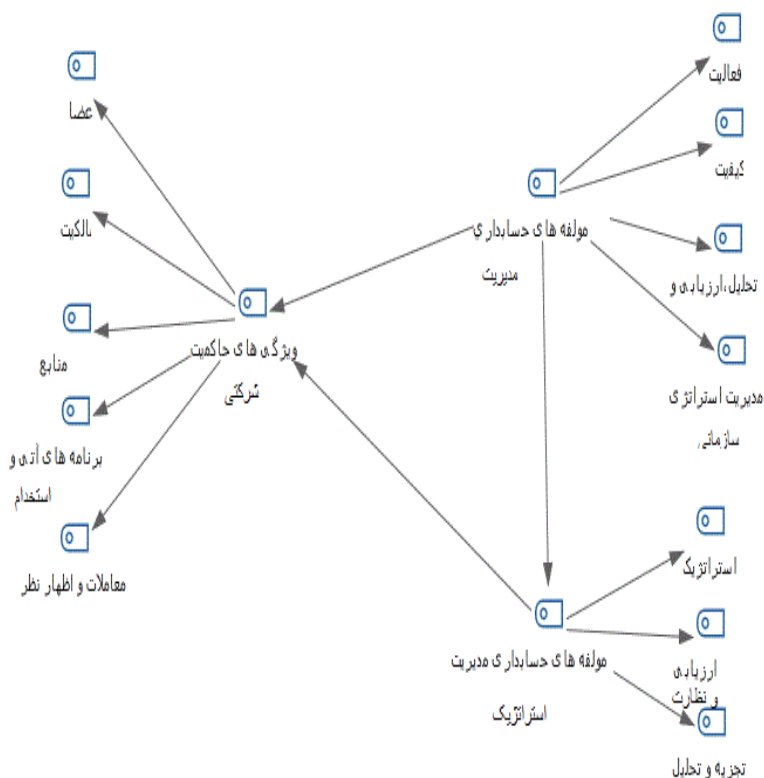 فعالیت
کیفیت
تحلیل،ارزیابی و
مدیریت استراتژی
سازمانی
مولفه های حسابداری
مدیریت
عضا
مالکیت
منابع
برنامه های آتی و
استخدام
معاملات و اظهار نظر
ویژگی های حاکمیت
شرکتی
استراتژیک
ارزیابی
و نظارت
تجزیه و تحلیل
مولفه های حسابداری مدیریت
استراتژیک